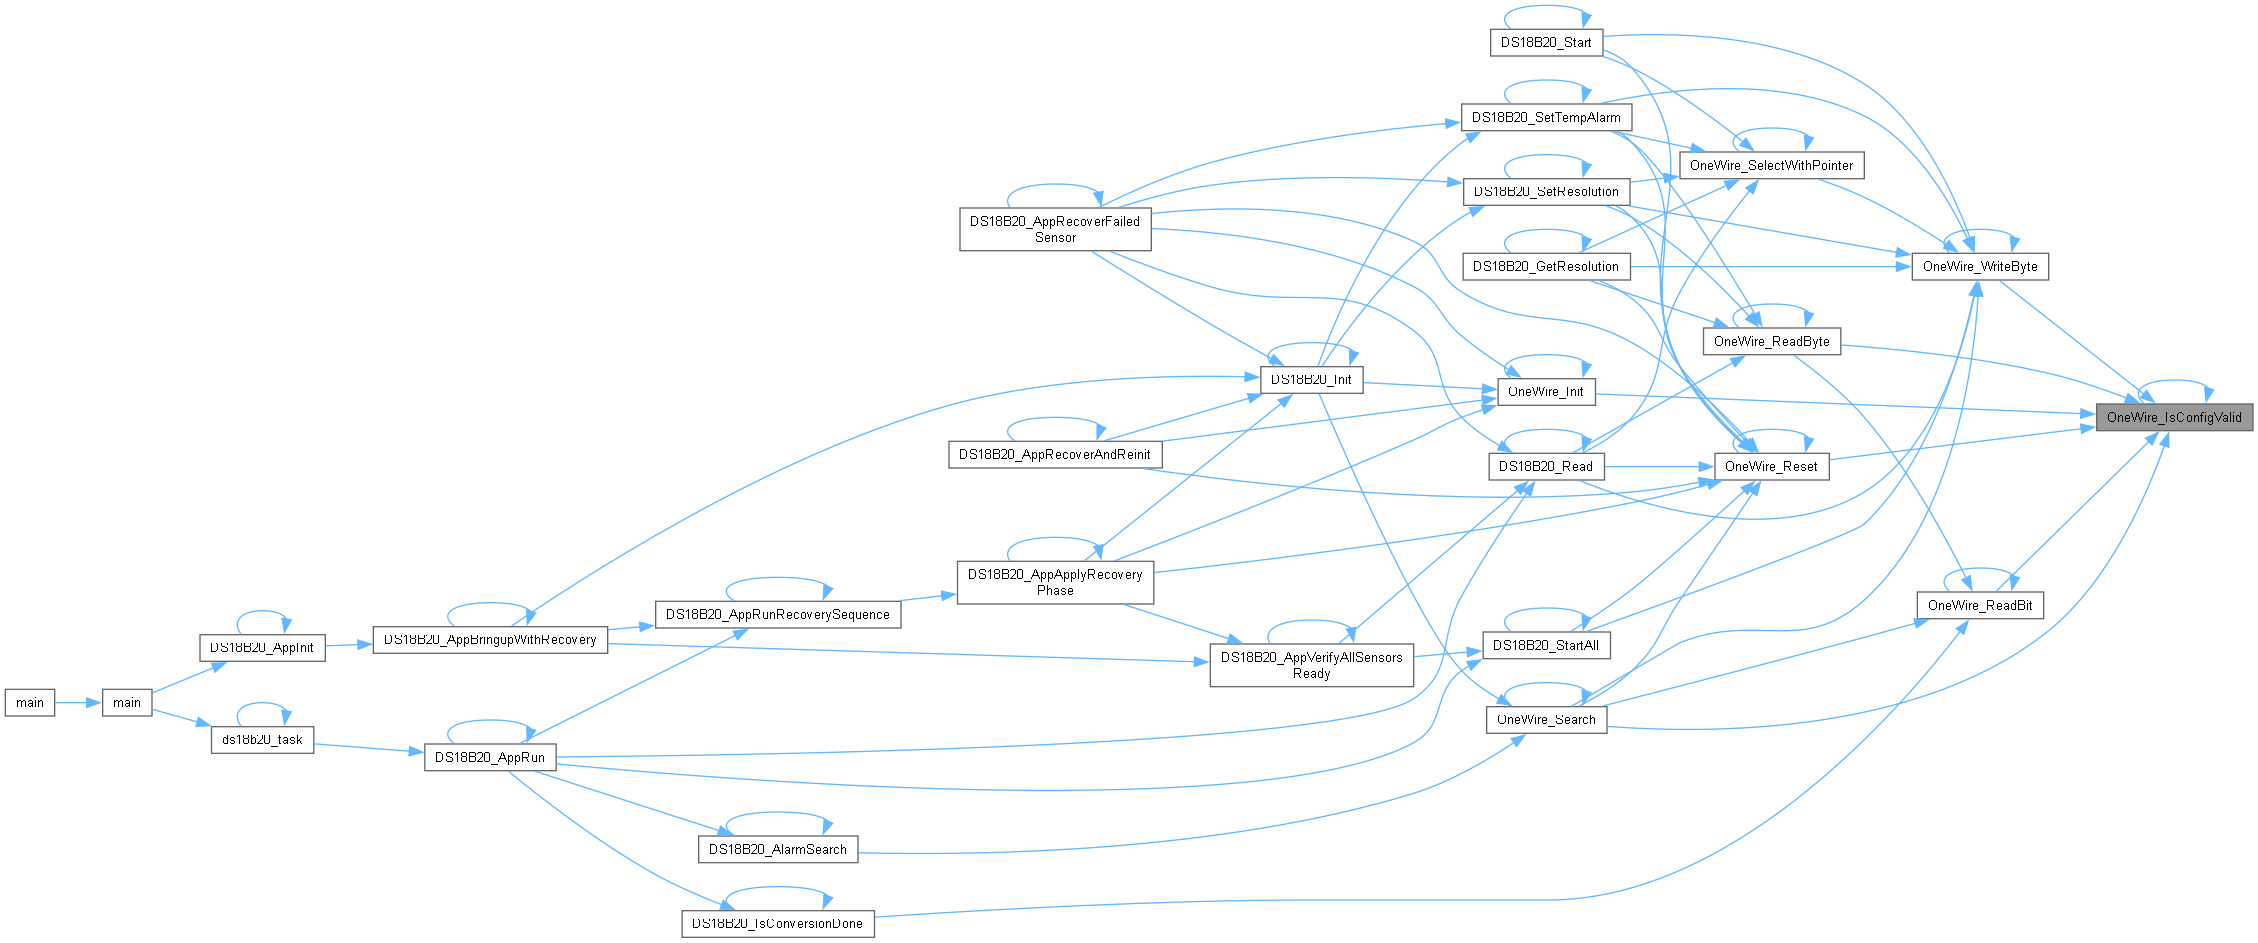 DS18B20_Start
DS18B20_SetTempAlarm
OneWire_SelectWithPointer
DS18B20_SetResolution
DS18B20_AppRecoverFailed
Sensor
DS18B20_GetResolution
OneWire_WriteByte
OneWire_ReadByte
DS18B20_Init
OneWire_Init
OneWire_IsConfigValid
DS18B20_AppRecoverAndReinit
DS18B20_Read
OneWire_Reset
DS18B20_AppApplyRecovery
Phase
OneWire_ReadBit
DS18B20_AppRunRecoverySequence
DS18B20_AppBringupWithRecovery
DS18B20_AppInit
DS18B20_StartAll
DS18B20_AppVerifyAllSensors
Ready
main
main
OneWire_Search
ds18b20_task
DS18B20_AppRun
DS18B20_AlarmSearch
DS18B20_IsConversionDone